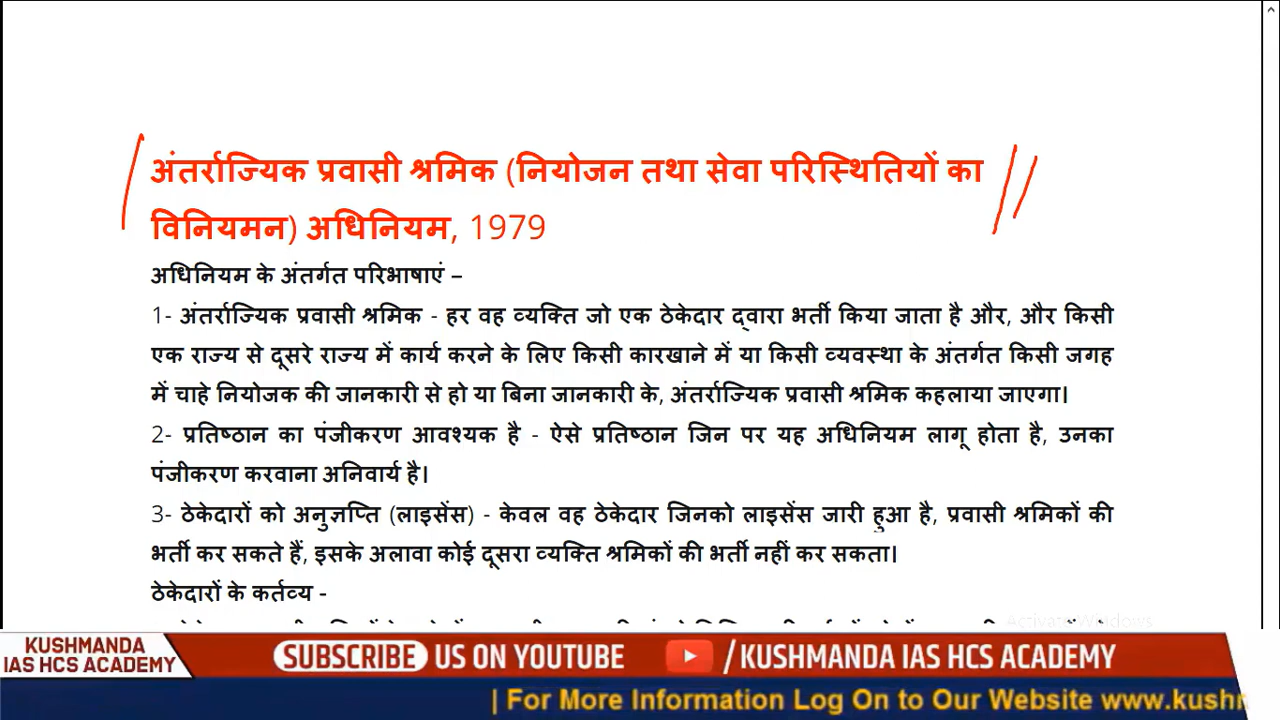 अंतर्राज्यिक प्रवासी श्रमिक (नियोजन तथा सेवा परिस्थितियों का
विनियमन) अधिनियम, 1979
अधिनियम के अंतर्गत परिभाषाएं –
1- अंतर्राज्यिक प्रवासी श्रमिक - हर वह व्यक्ति जो एक ठेकेदार द्वारा भर्ती किया जाता है और, और किसी
एक राज्य से दूसरे राज्य में कार्य करने के लिए किसी कारखाने में या किसी व्यवस्था के अंतर्गत किसी जगह
में चाहे नियोजक की जानकारी से हो या बिना जानकारी के, अंतर्राज्यिक प्रवासी श्रमिक कहलाया जाएगा।
2- प्रतिष्ठान का पंजीकरण आवश्यक है - ऐसे प्रतिष्ठान जिन पर यह अधिनियम लागू होता है, उनका
पंजीकरण करवाना अनिवार्य है।
3- ठेकेदारों को अनुज्ञप्ति (लाइसेंस) - केवल वह ठेकेदार जिनको लाइसेंस जारी हुआ है, प्रवासी श्रमिकों की
भर्ती कर सकते हैं, इसके अलावा कोई दूसरा व्यक्ति श्रमिकों की भर्ती नहीं कर सकता।
ठेकेदारों के कर्तव्य -
Activate Windows
KUSHMANDA
IAS HCS ACADEMY
SUBSCRIBE US ON YOUTUBE /KUSHMANDA IAS HCS ACADEMY
| For More Information Log On to Our Website www.kushn